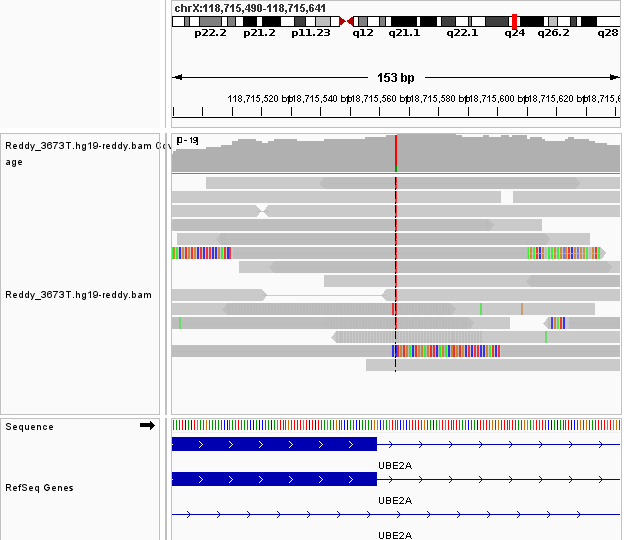 chrX:118,715,490-118,715,641
p22.2 p21.2 p11.23 q12 q21.1 q22.1 q24 q26.2 q28
153 bp
118,715,520 bp 118,715,540 bp 118,715,560 bp 118,715,580 bp 118,715,600 bp 118,715,620 bp 118,715,6
Reddy_3673T.hg19-reddy.bam Cov
age
[0 - 19]
Reddy_3673T.hg19-reddy.bam
Sequence
UBE2A
RefSeq Genes
UBE2A
UBE2A